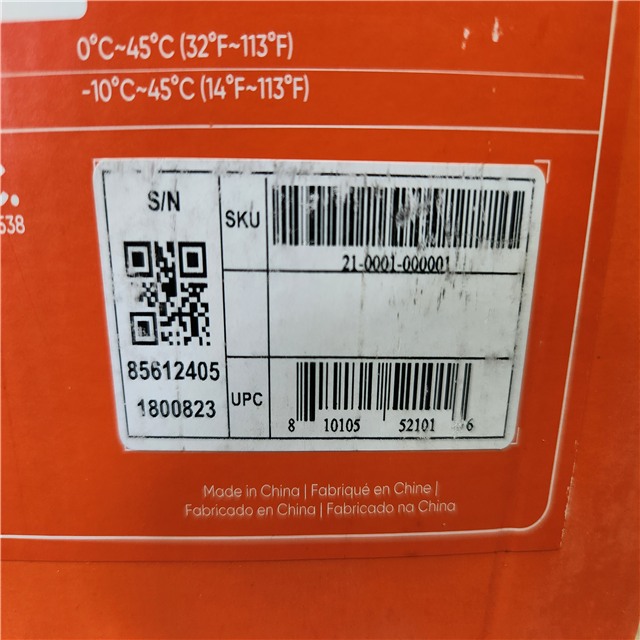 0°C~45°C (32°F~113°F)
-10°C~45°C (14°F~113°F)
C.
538
S/N
SKU
21-0001-000001
85612405
1800823
UPC
8 10105 52101 6
Made in China | Fabriqué en Chine |
Fabricado en China | Fabricado na China